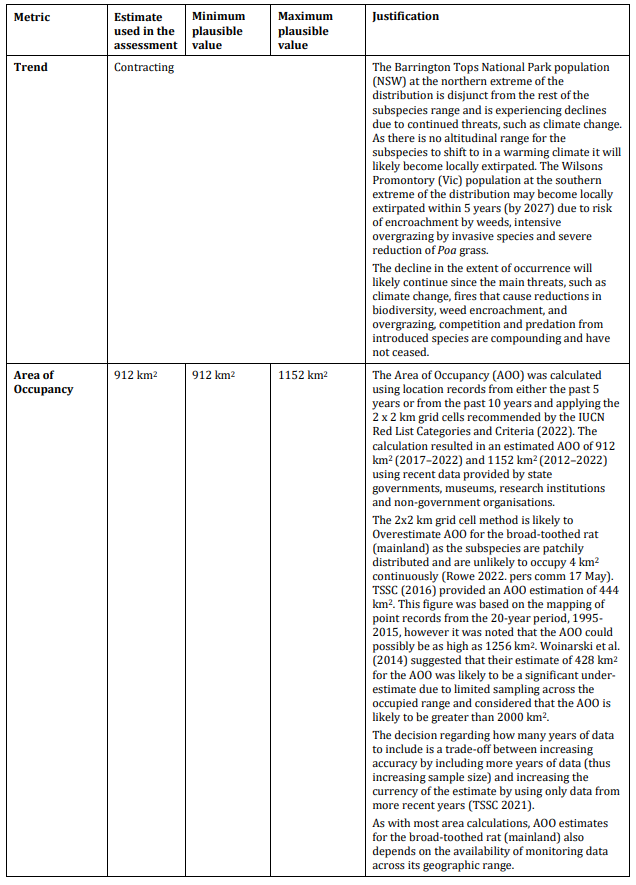 Metric
Estimate
used in the
assessment
Minimum
plausible
value
Maximum
plausible
value
Justification
Trend
Contracting
The Barrington Tops National Park population
(NSW) at the northern extreme of the
distribution is disjunct from the rest of the
subspecies range and is experiencing declines
due to continued threats, such as climate change.
As there is no altitudinal range for the
subspecies to shift to in a warming climate it will
likely become locally extirpated. The Wilsons
Promontory (Vic) population at the southern
extreme of the distribution may become locally
extirpated within 5 years (by 2027) due to risk
of encroachment by weeds, intensive
overgrazing by invasive species and severe
reduction of Poa grass.
The decline in the extent of occurrence will
likely continue since the main threats, such as
climate change, fires that cause reductions in
biodiversity, weed encroachment, and
overgrazing, competition and predation from
introduced species are compounding and have
not ceased.
Area of
Occupancy
912 km²
912 km²
1152 km²
The Area of Occupancy (AOO) was calculated
using location records from either the past 5
years or from the past 10 years and applying the
2 x 2 km grid cells recommended by the IUCN
Red List Categories and Criteria (2022). The
calculation resulted in an estimated AOO of 912
km² (2017–2022) and 1152 km² (2012–2022)
using recent data provided by state
governments, museums, research institutions
and non-government organisations.
The 2x2 km grid cell method is likely to
Overestimate AOO for the broad-toothed rat
(mainland) as the subspecies are patchily
distributed and are unlikely to occupy 4 km²
continuously (Rowe 2022. pers comm 17 May).
TSSC (2016) provided an AOO estimation of 444
km². This figure was based on the mapping of
point records from the 20-year period, 1995-
2015, however it was noted that the AOO could
possibly be as high as 1256 km². Woinarski et al.
(2014) suggested that their estimate of 428 km²
for the AOO was likely to be a significant under-
estimate due to limited sampling across the
occupied range and considered that the AOO is
likely to be greater than 2000 km².
The decision regarding how many years of data
to include is a trade-off between increasing
accuracy by including more years of data (thus
increasing sample size) and increasing the
currency of the estimate by using only data from
more recent years (TSSC 2021).
As with most area calculations, AOO estimates
for the broad-toothed rat (mainland) also
depends on the availability of monitoring data
across its geographic range.